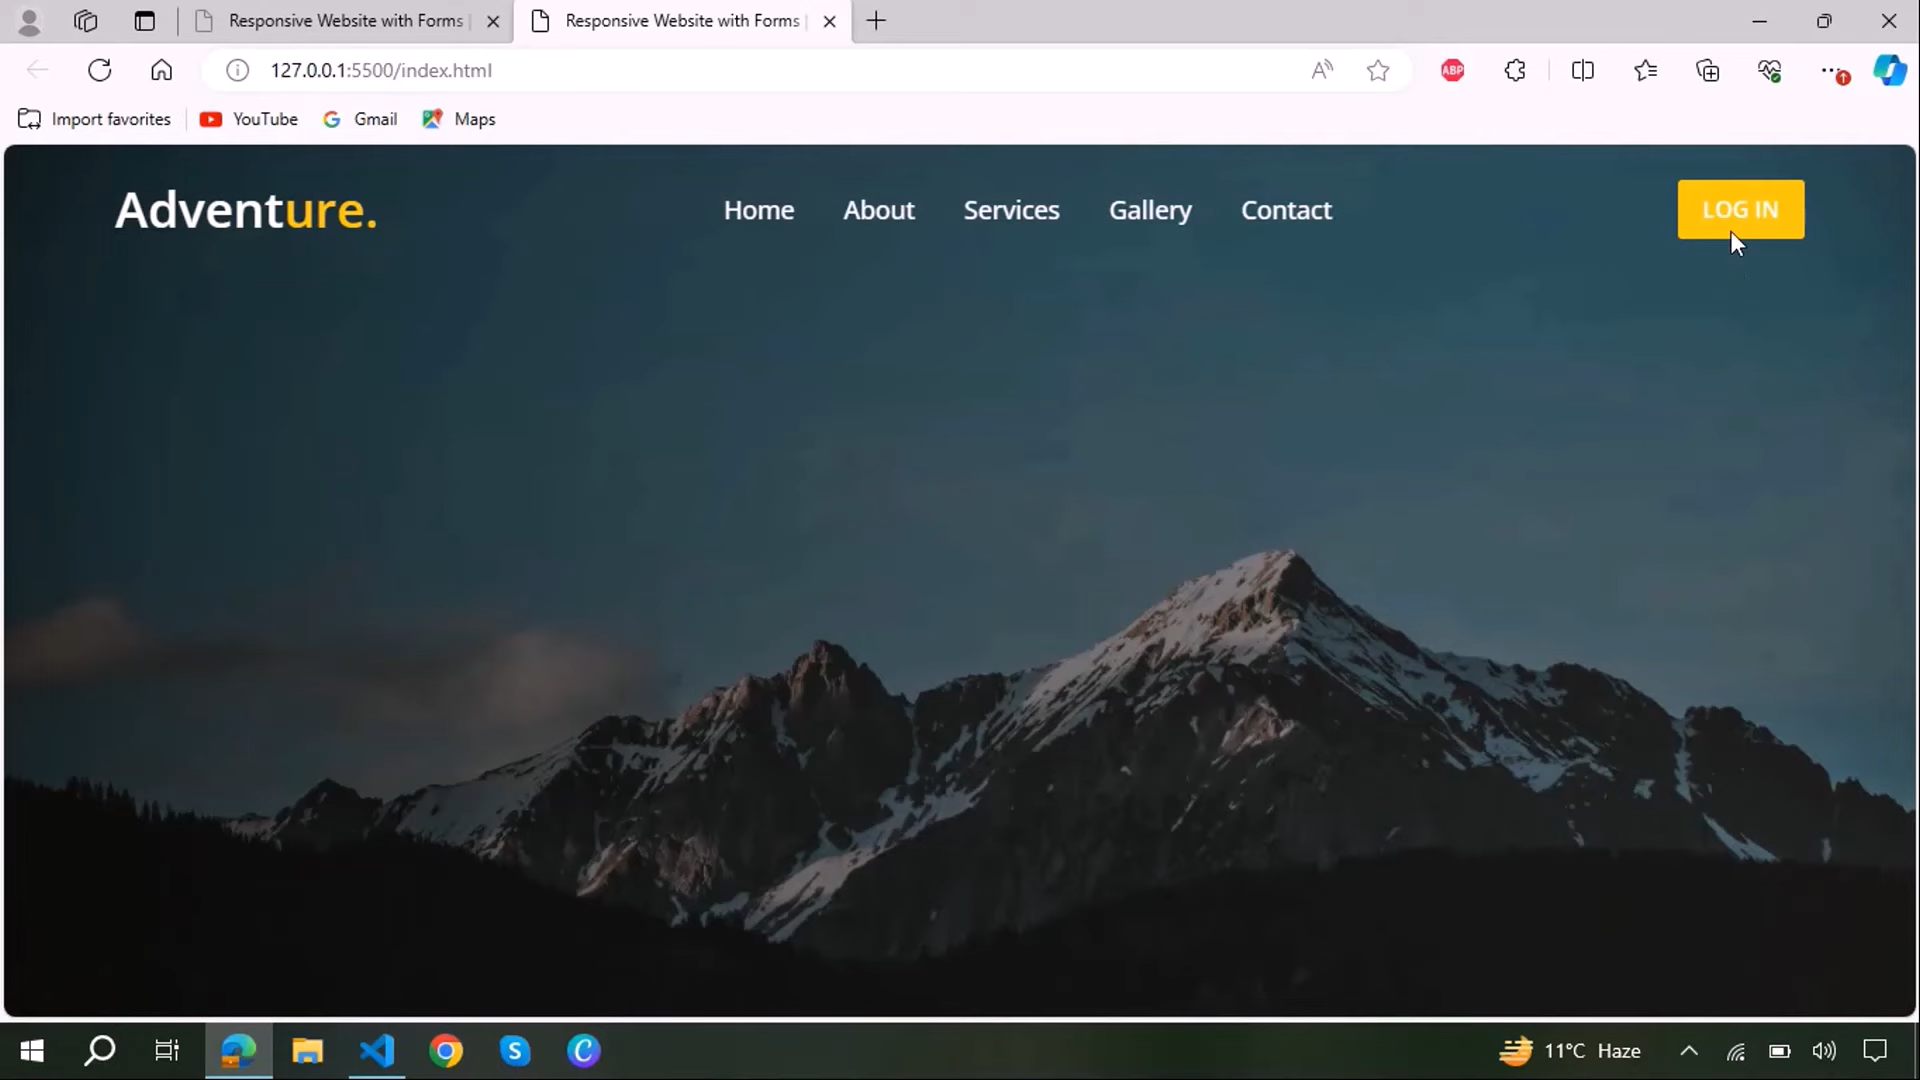 Responsive Website with Forms
Responsive Website with Forms
127.0.0.1:5500/index.html
ABP
Import favorites
YouTube
Gmail
Maps
Adventure.
Home
About
Services
Gallery
Contact
LOG IN
11°C Haze